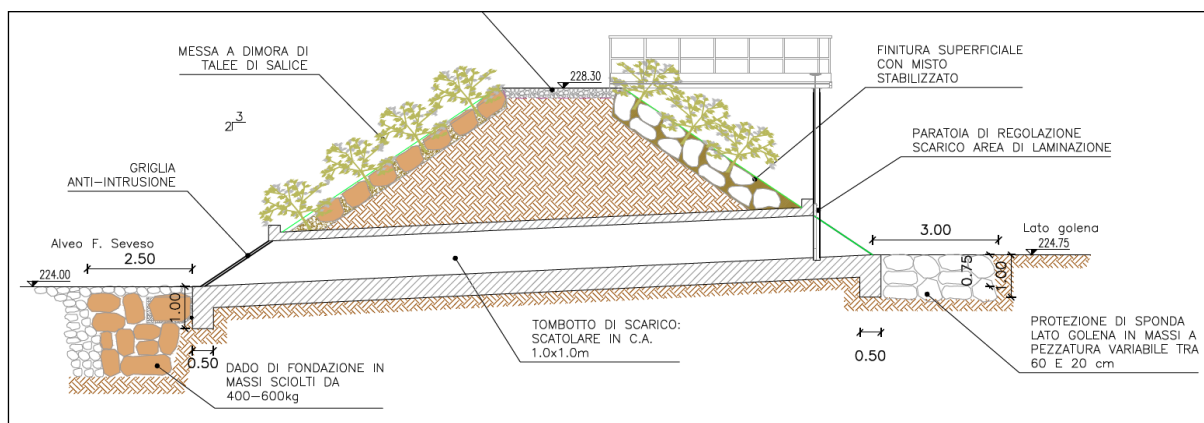 MESSA A DIMORA DI
TALEE DI SALICE
228.30
FINITURA SUPERFICIALE
CON MISTO
STABILIZZATO
3
2
GRIGLIA
ANTI-INTRUSIONE
PARATOIA DI REGOLAZIONE
SCARICO AREA DI LAMINAZIONE
Alveo F. Seveso
2.50
224.00
3.00
Lato golena
224.75
0.75
1.00
1.00
0.50
0.50
DADO DI FONDAZIONE IN
MASSI SCIOLTI DA
400-600kg
TOMBOTTO DI SCARICO:
SCATOLARE IN C.A.
1.0x1.0m
PROTEZIONE DI SPONDA
LATO GOLENA IN MASSI A
PEZZATURA VARIABILE TRA
60 E 20 cm